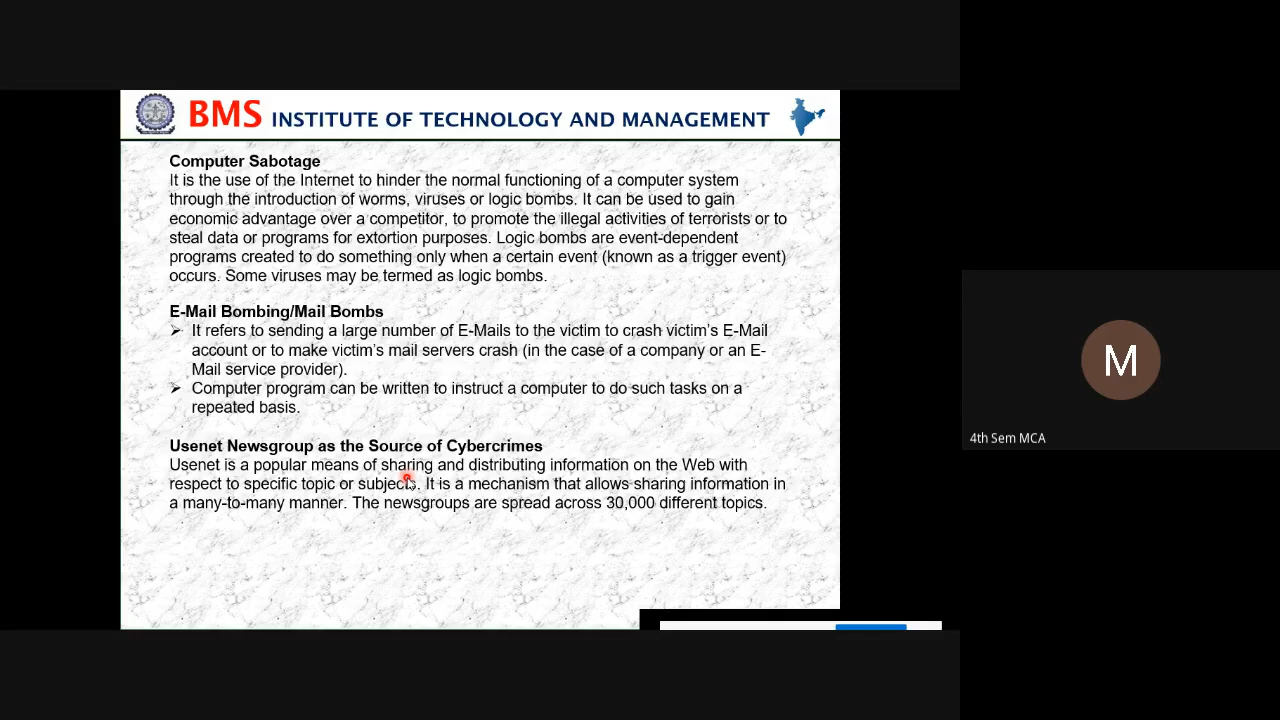 BMS INSTITUTE OF TECHNOLOGY AND MANAGEMENT
Computer Sabotage
It is the use of the Internet to hinder the normal functioning of a computer system
through the introduction of worms, viruses or logic bombs. It can be used to gain
economic advantage over a competitor, to promote the illegal activities of terrorists or to
steal data or programs for extortion purposes. Logic bombs are event-dependent
programs created to do something only when a certain event (known as a trigger event)
occurs. Some viruses may be termed as logic bombs.
E-Mail Bombing/Mail Bombs
➢ It refers to sending a large number of E-Mails to the victim to crash victim's E-Mail
account or to make victim's mail servers crash (in the case of a company or an E-
Mail service provider).
➢ Computer program can be written to instruct a computer to do such tasks on a
repeated basis.
Usenet Newsgroup as the Source of Cybercrimes
Usenet is a popular means of sharing and distributing information on the Web with
respect to specific topic or subjects. It is a mechanism that allows sharing information in
a many-to-many manner. The newsgroups are spread across 30,000 different topics.
M
4th Sem MCA